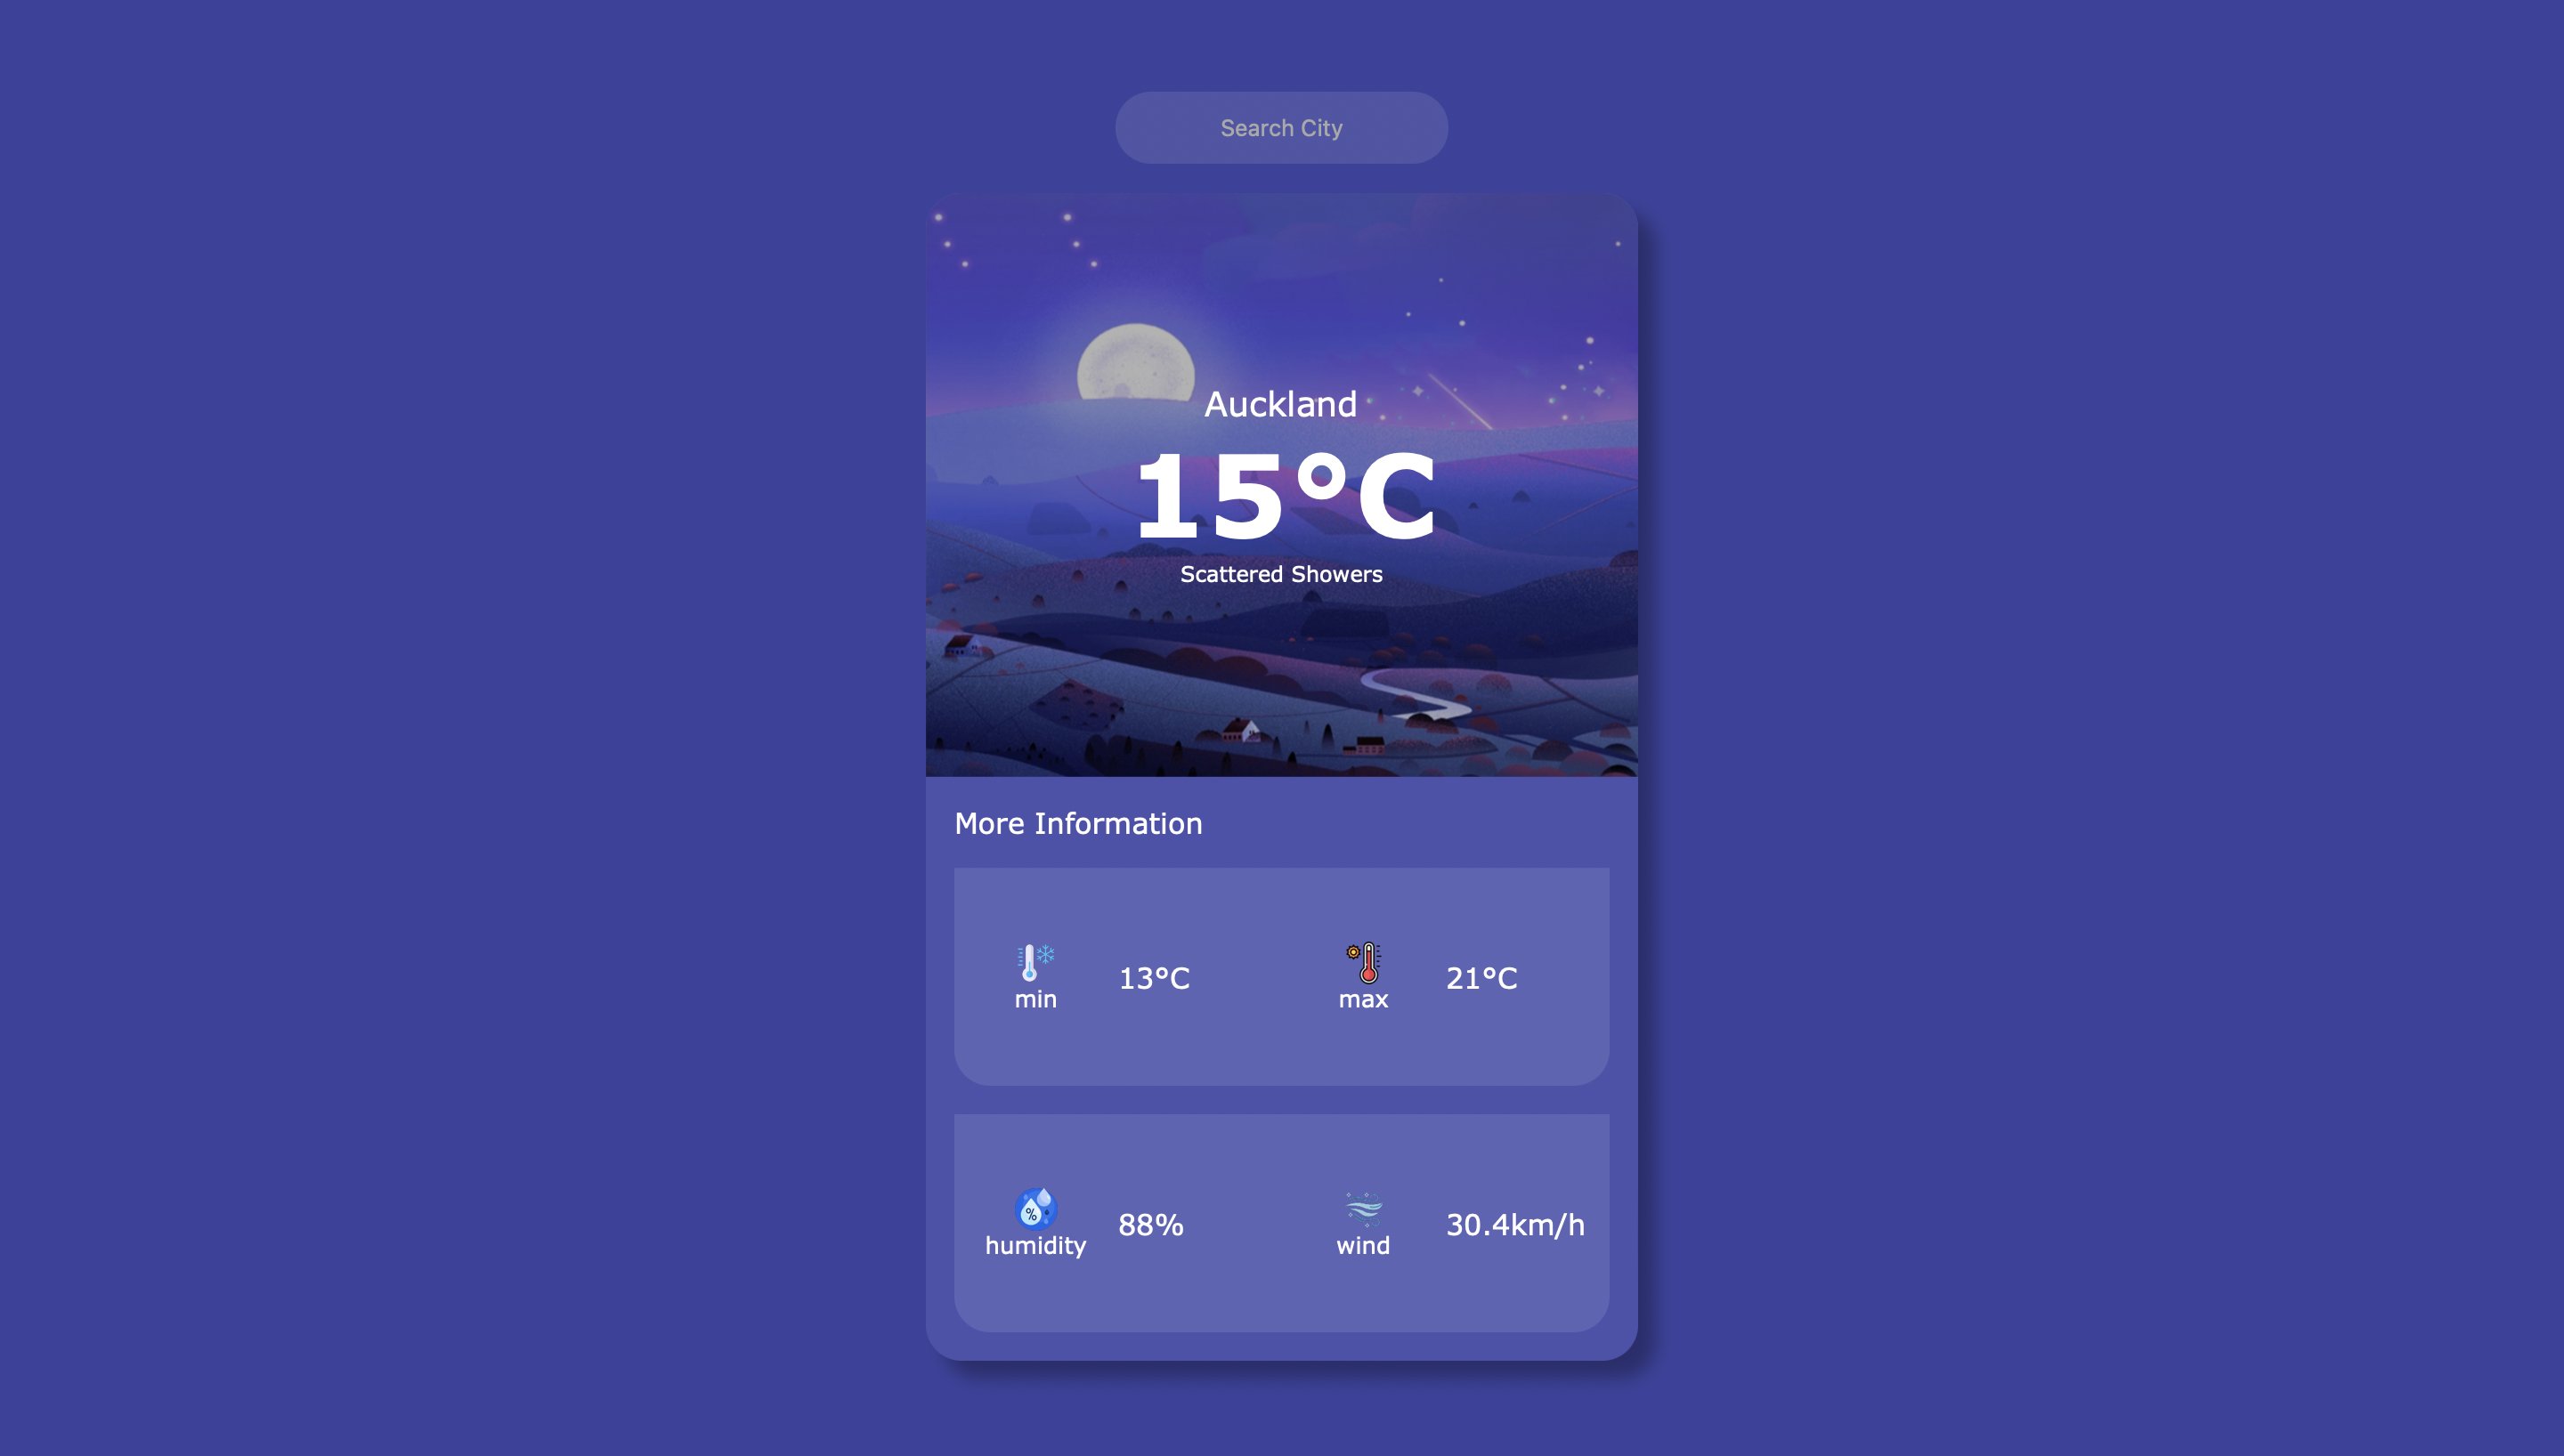 Search City
Auckland
15°C
Scattered Showers
More Information
min 13°C max 21°C
humidity 88% wind 30.4km/h